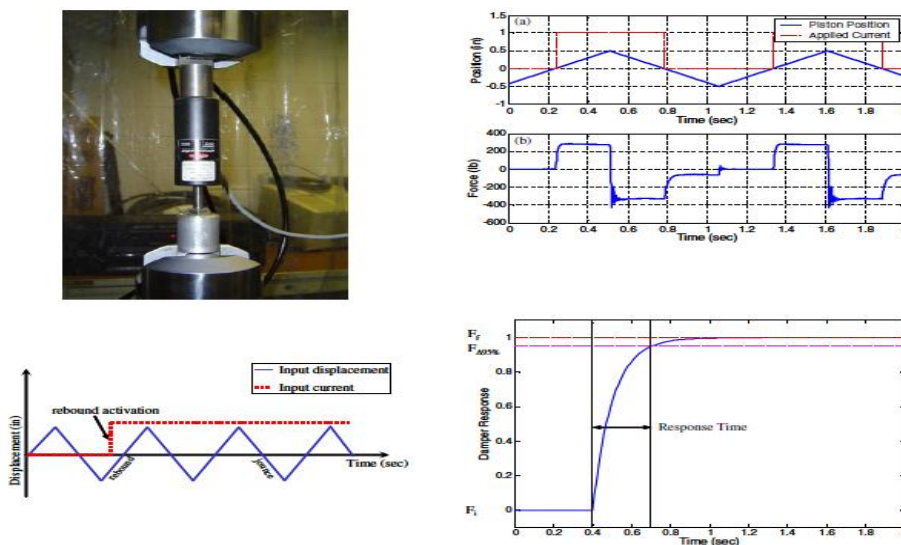 (a)
Piston Position
Applied Current
1.5
1
0.5
0
-0.5
-1
Position (in)
0 0.2 0.4 0.6 0.8 1 1.2 1.4 1.6 1.8 2
Time (sec)
(b)
400
200
0
-200
-400
-600
Force (lb)
0 0.2 0.4 0.6 0.8 1 1.2 1.4 1.6 1.8 2
Time (sec)
Input displacement
Input current
rebound activation
Displacement (in)
rebound
jounce
Time (sec)
F_f
F_Δ95%
F_i
1
0.8
0.6
0.4
0.2
0
Damper Response
Response Time
0 0.2 0.4 0.6 0.8 1 1.2 1.4 1.6 1.8 2
Time (sec)